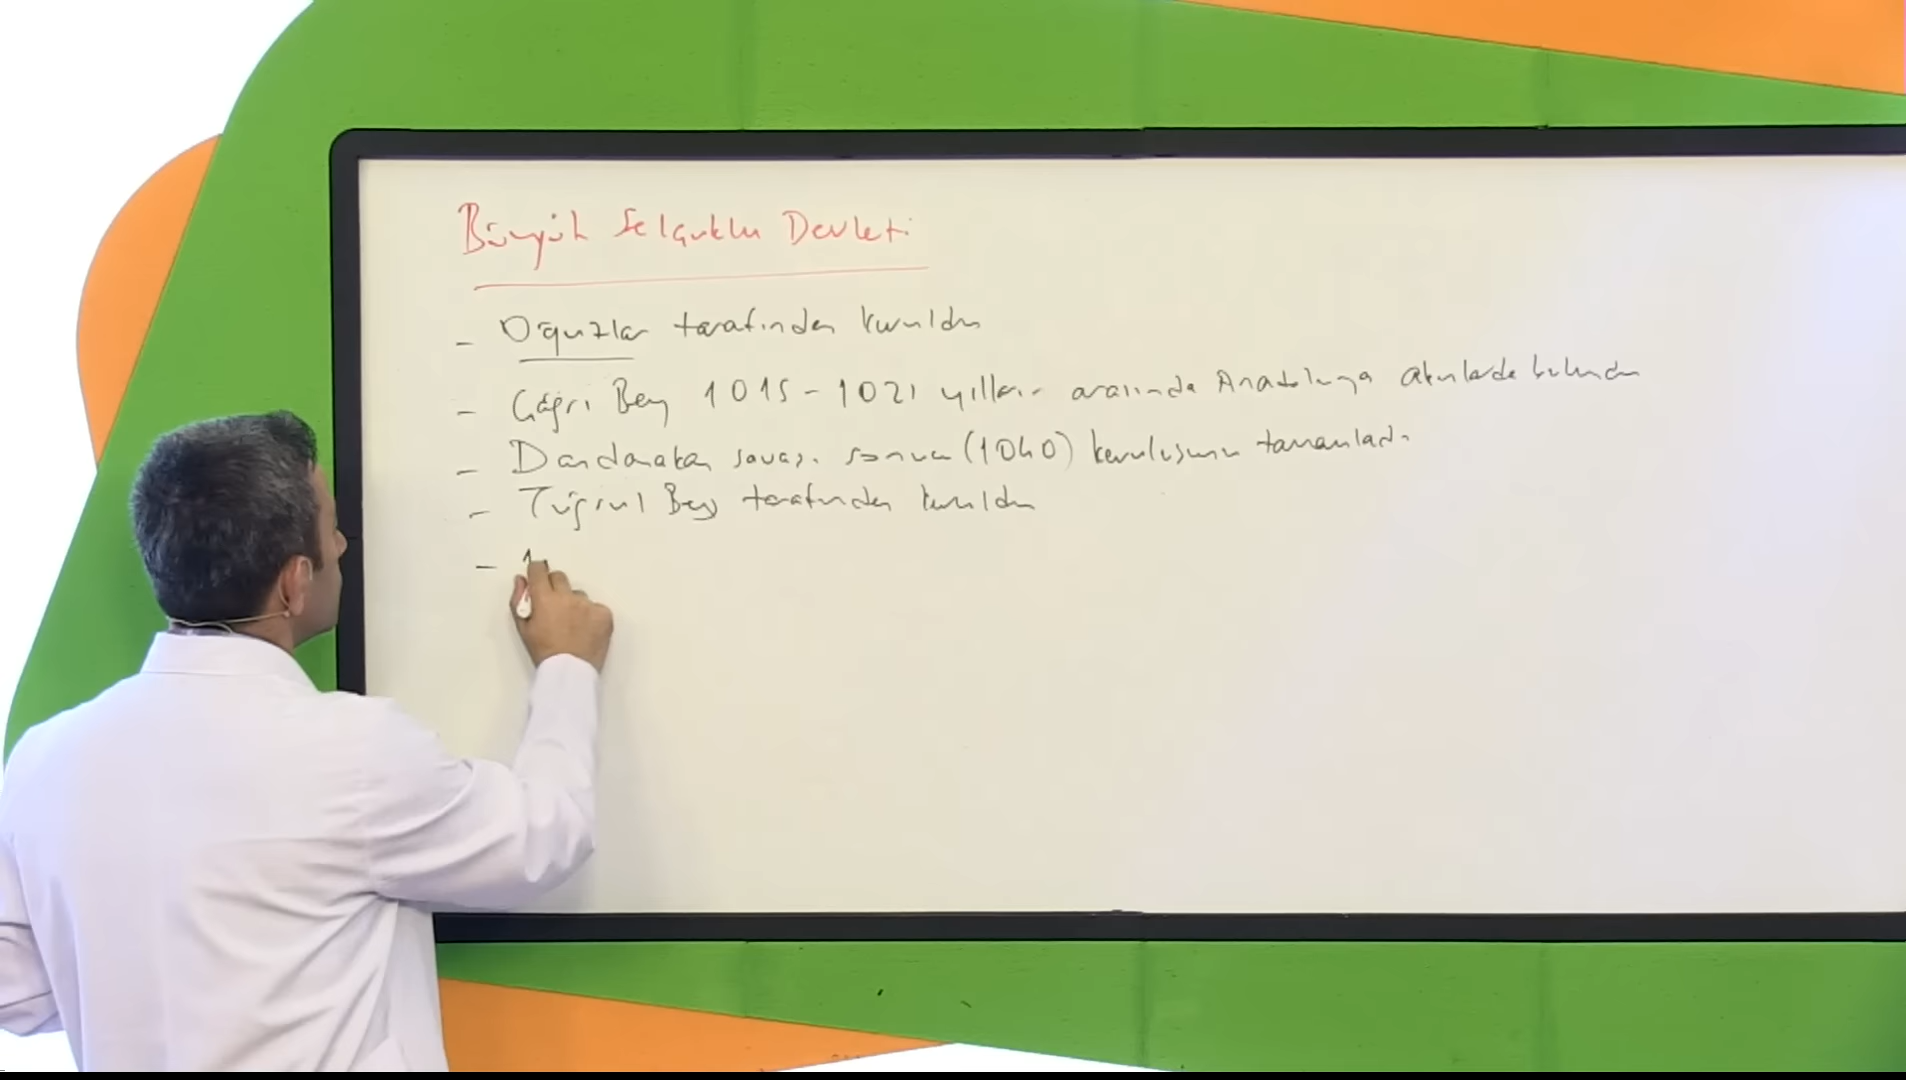 Büyük Selçuklu Devleti
- Oğuzlar tarafından kuruldu
- Çağrı Bey 1015-1021 yılları arasında Anadoluya akınlarda bulundu
- Dandanakan savaşı sonucu (1040) kuruluşunu tamamladı
- Tuğrul Bey tarafından kuruldu
- 1